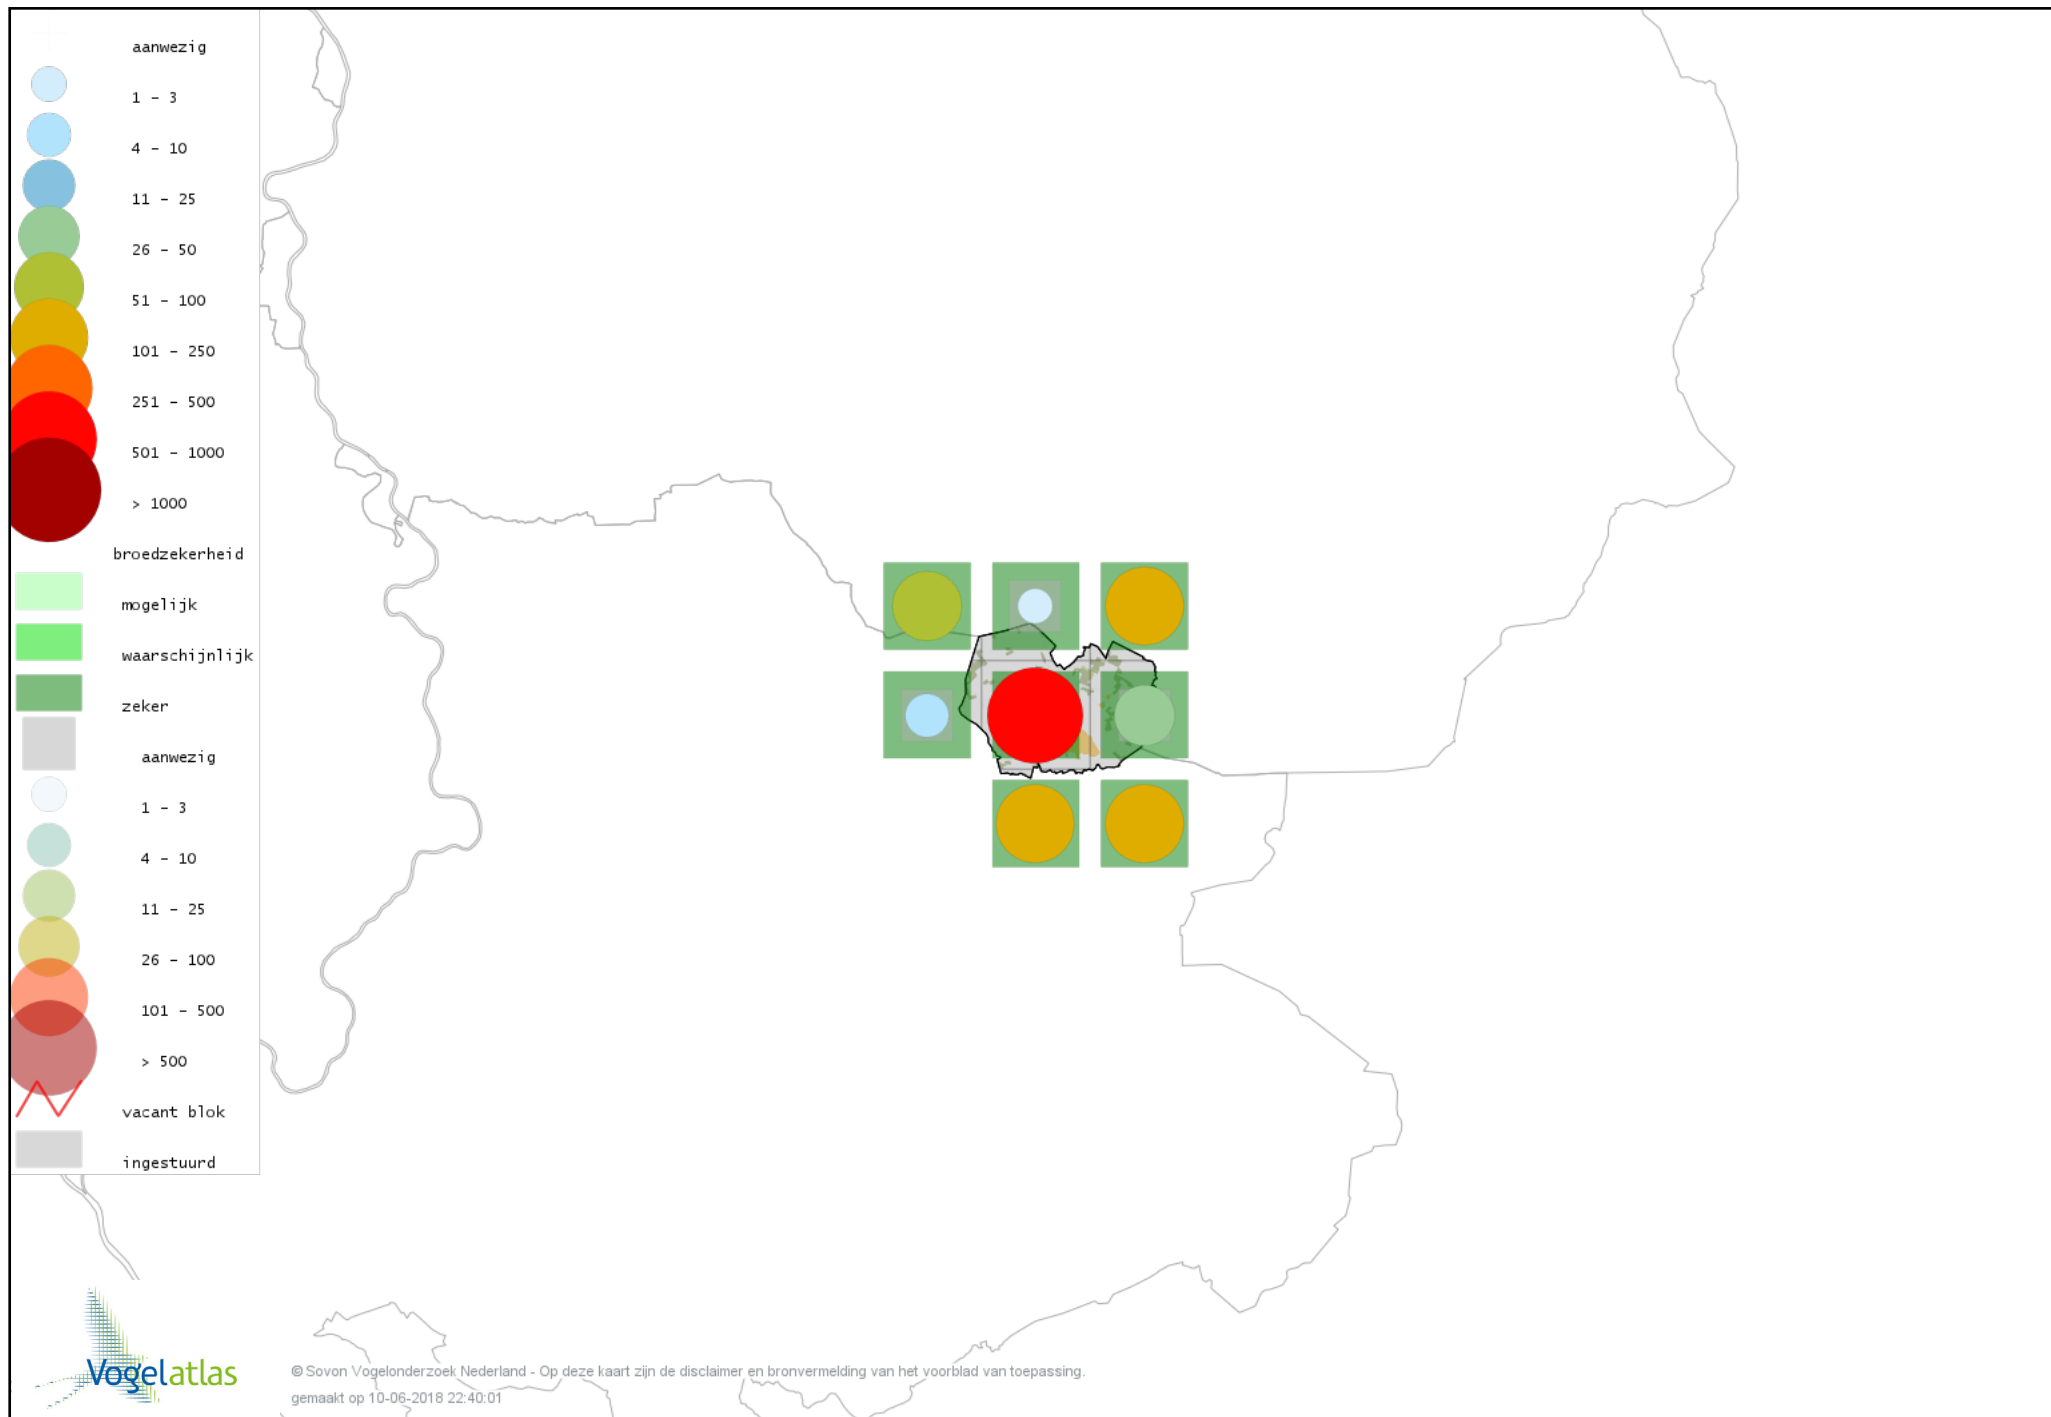 aanwezig
1 - 3
4 - 10
11 - 25
26 - 50
51 - 100
101 - 250
251 - 500
501 - 1000
> 1000
broedzekerheid
mogelijk
waarschijnlijk
zeker
aanwezig
1 - 3
4 - 10
11 - 25
26 - 100
101 - 500
> 500
vacant blok
ingestuurd
Vogelatlas
© Sovon Vogelonderzoek Nederland - Op deze kaart zijn de disclaimer en bronvermelding van het voorblad van toepassing.
gemaakt op 10-06-2018 22:40:01